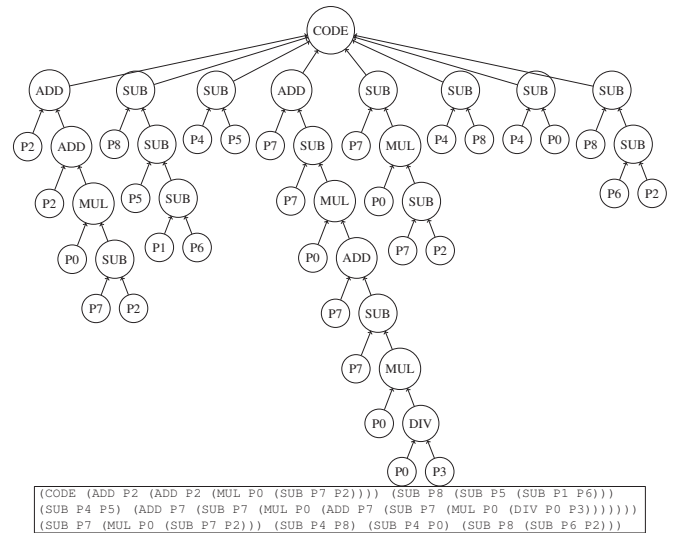 CODE
ADD SUB SUB ADD SUB SUB SUB SUB
P2 ADD P8 SUB P4 P5 P7 SUB P7 MUL P4 P8 P4 P0 P8 SUB
P2 MUL P5 SUB P7 MUL P0 SUB P6 P2
P0 SUB P1 P6 P0 ADD P7 P2
P7 P2 P7 SUB
P7 MUL
P0 DIV
P0 P3
(CODE (ADD P2 (ADD P2 (MUL P0 (SUB P7 P2)))) (SUB P8 (SUB P5 (SUB P1 P6)))
(SUB P4 P5) (ADD P7 (SUB P7 (MUL P0 (ADD P7 (SUB P7 (MUL P0 (DIV P0 P3)))))))
(SUB P7 (MUL P0 (SUB P7 P2))) (SUB P4 P8) (SUB P4 P0) (SUB P8 (SUB P6 P2)))